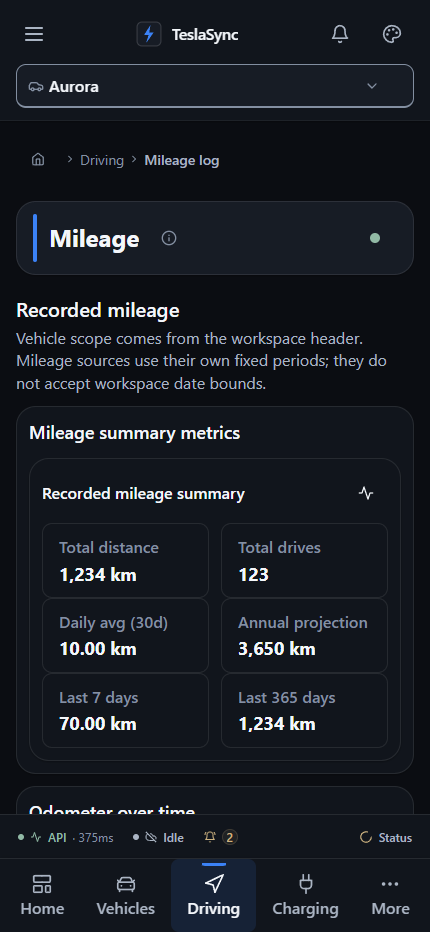 TeslaSync
Aurora
Driving
Mileage log
Mileage
Recorded mileage
Vehicle scope comes from the workspace header.
Mileage sources use their own fixed periods; they do
not accept workspace date bounds.
Mileage summary metrics
Recorded mileage summary
Total distance
1,234 km
Total drives
123
Daily avg (30d)
10.00 km
Annual projection
3,650 km
Last 7 days
70.00 km
Last 365 days
1,234 km
Odometer over time
API · 375ms
Idle
2
Status
Home
Vehicles
Driving
Charging
More